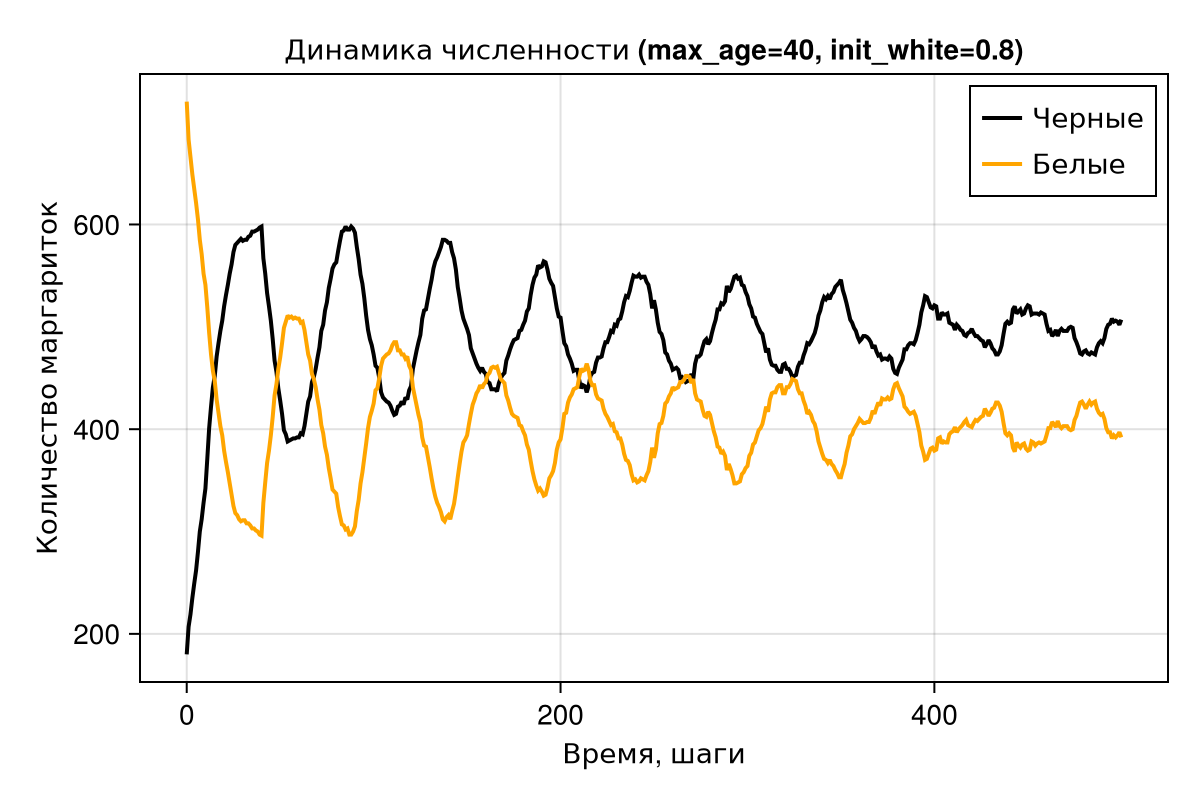 Динамика численности (max_age=40, init_white=0.8)
Черные
Белые
Количество маргариток
600
400
200
0
200
400
Время, шаги